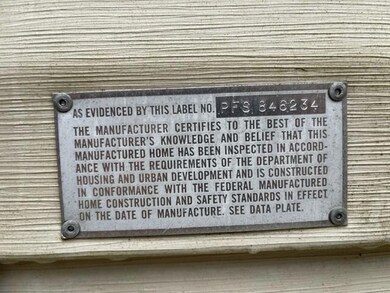 AS EVIDENCED BY THIS LABEL NO. PFS 846234
THE MANUFACTURER CERTIFIES TO THE BEST OF THE
MANUFACTURER'S KNOWLEDGE AND BELIEF THAT THIS
MANUFACTURED HOME HAS BEEN INSPECTED IN ACCORD-
ANCE WITH THE REQUIREMENTS OF THE DEPARTMENT OF
HOUSING AND URBAN DEVELOPMENT AND IS CONSTRUCTED
IN CONFORMANCE WITH THE FEDERAL MANUFACTURED
HOME CONSTRUCTION AND SAFETY STANDARDS IN EFFECT
ON THE DATE OF MANUFACTURE. SEE DATA PLATE.